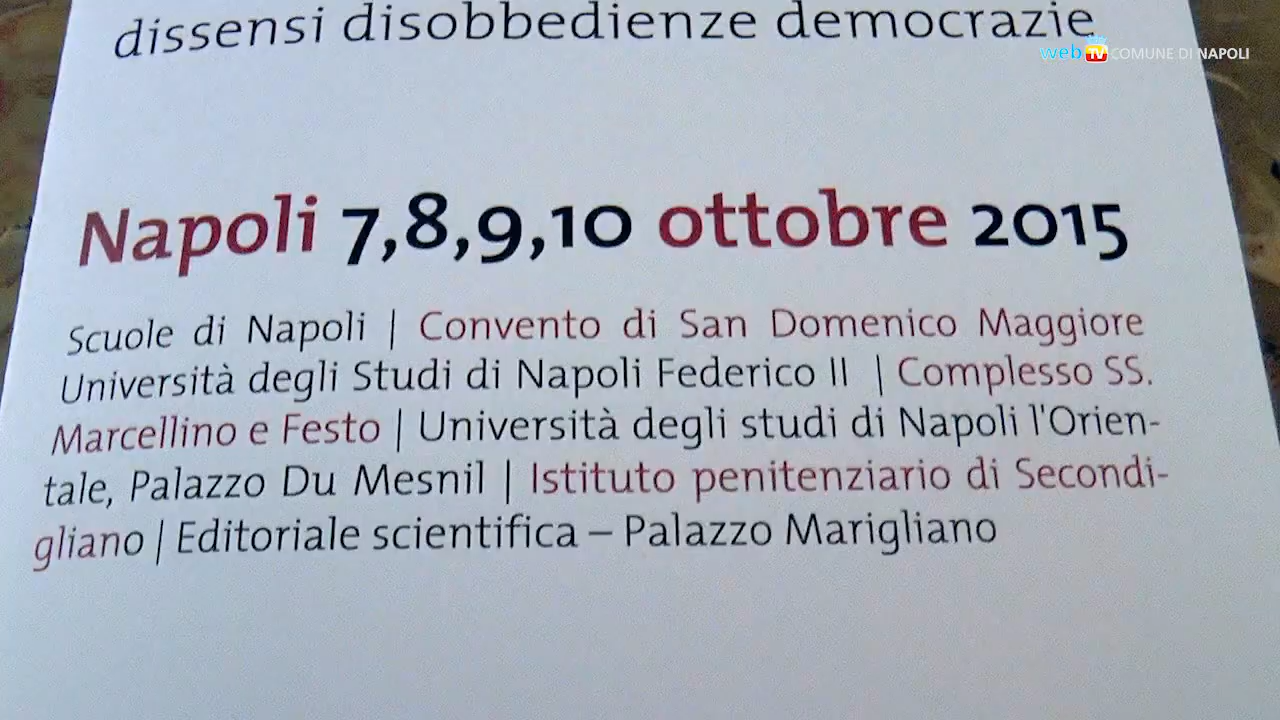 dissensi disobbedienze democrazie
web TV COMUNE DI NAPOLI
Napoli 7,8,9,10 ottobre 2015
Scuole di Napoli | Convento di San Domenico Maggiore
Università degli Studi di Napoli Federico II | Complesso SS.
Marcellino e Festo | Università degli studi di Napoli l'Orien-
tale, Palazzo Du Mesnil | Istituto penitenziario di Secondi-
gliano | Editoriale scientifica – Palazzo Marigliano